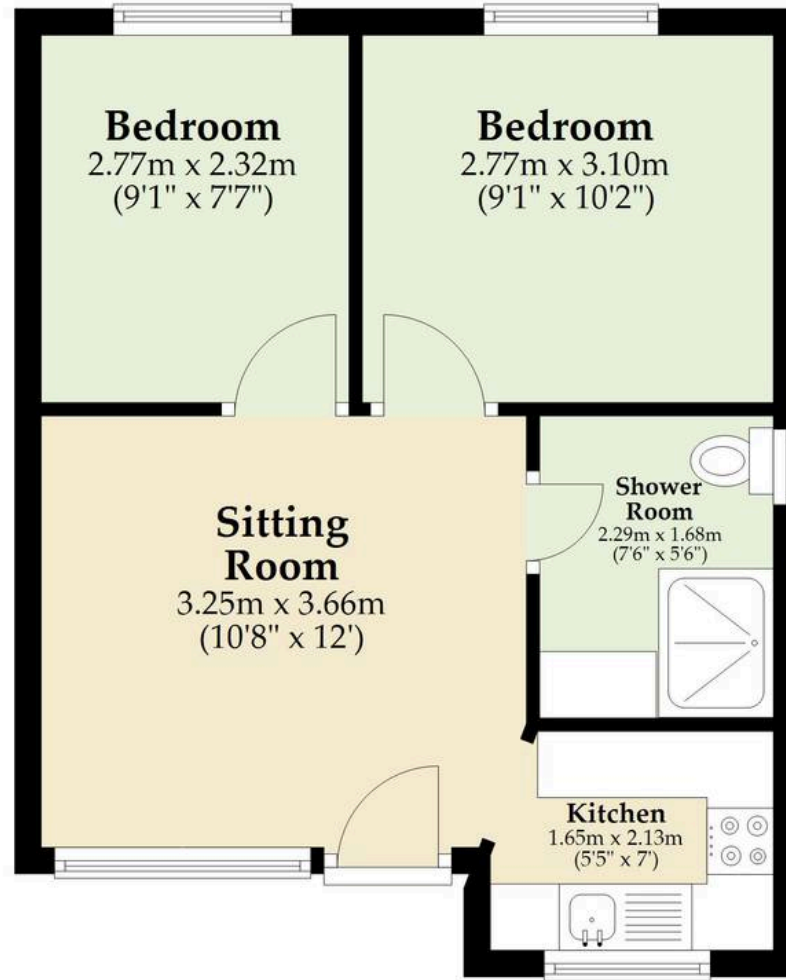 Bedroom
2.77m x 2.32m
(9'1" x 7'7")
Bedroom
2.77m x 3.10m
(9'1" x 10'2")
Sitting
Room
3.25m x 3.66m
(10'8" x 12')
Shower
Room
2.29m x 1.68m
(7'6" x 5'6")
Kitchen
1.65m x 2.13m
(5'5" x 7')